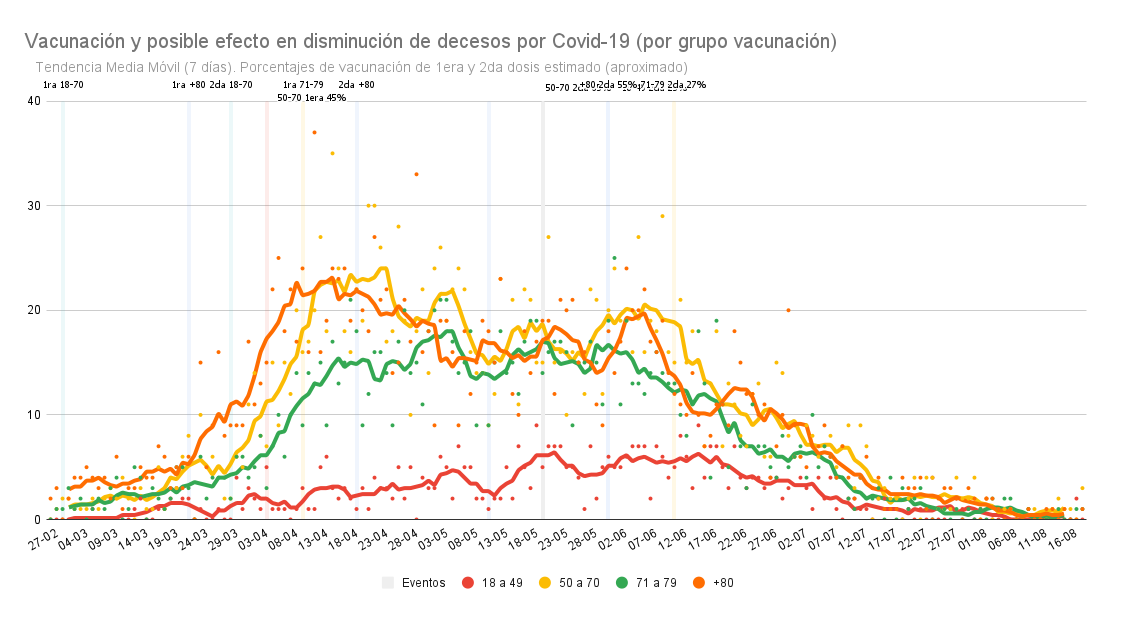 Vacunación y posible efecto en disminución de decesos por Covid-19 (por grupo vacunación)
Tendencia Media Móvil (7 días). Porcentajes de vacunación de 1era y 2da dosis estimado (aproximado)
1ra 18-70 1ra +80 2da 18-70 1ra 71-79 2da +80 50-70 +80 2da 55% 71-79 2da 27%
50-70 1era 45%
40
30
20
10
0
27-02 04-03 09-03 14-03 19-03 24-03 29-03 03-04 08-04 13-04 18-04 23-04 28-04 03-05 08-05 13-05 18-05 23-05 28-05 02-06 07-06 12-06 17-06 22-06 27-06 02-07 07-07 12-07 17-07 22-07 27-07 01-08 06-08 11-08 16-08
Eventos 18 a 49 50 a 70 71 a 79 +80